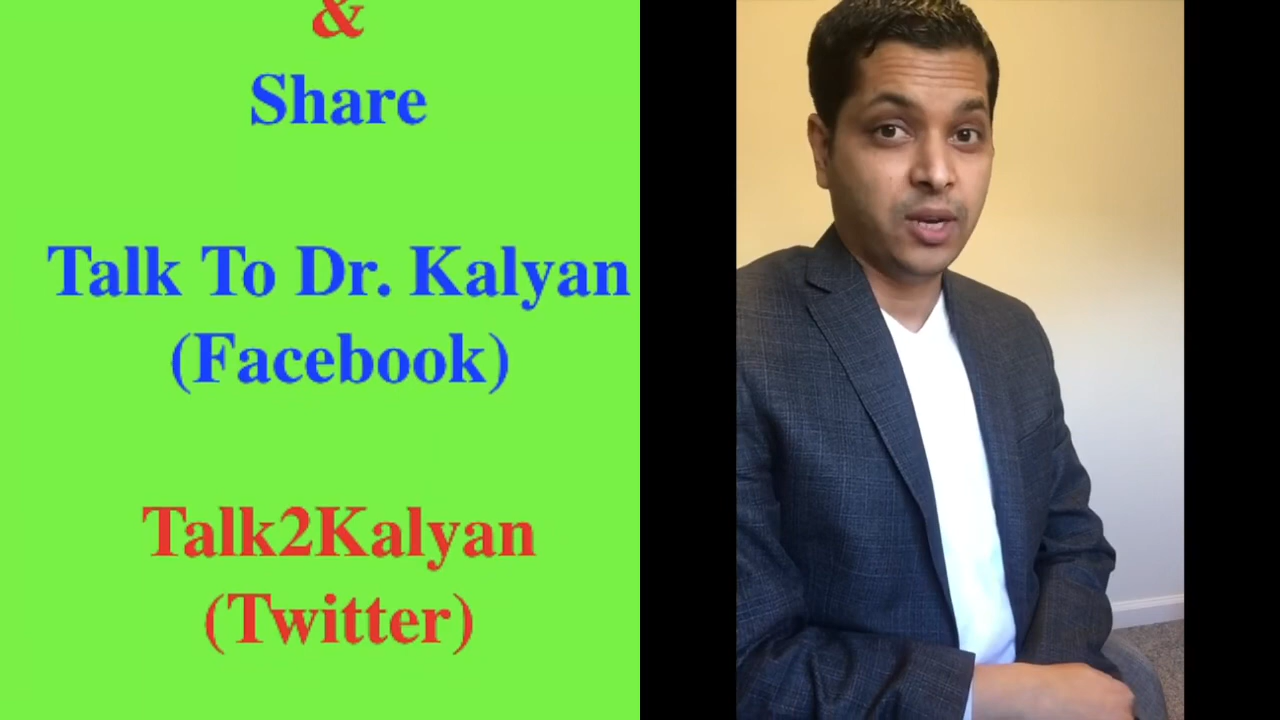 &
Share
Talk To Dr. Kalyan
(Facebook)
Talk2Kalyan
(Twitter)